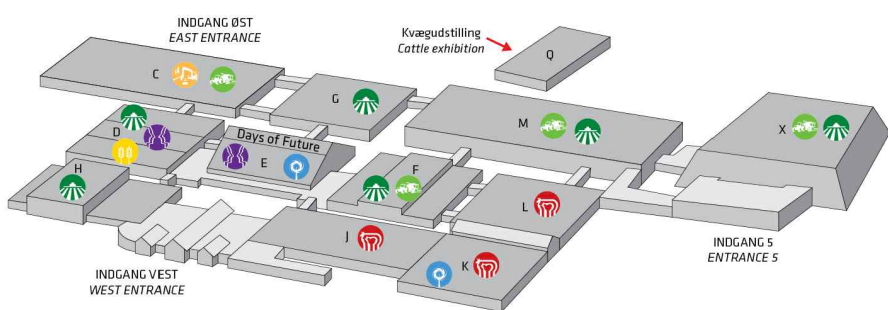 INDGANG ØST
EAST ENTRANCE
Kvægudstilling
Cattle exhibition
Q
C
G
M
X
D
Days of Future
E
F
H
L
J
K
INDGANG VEST
WEST ENTRANCE
INDGANG 5
ENTRANCE 5